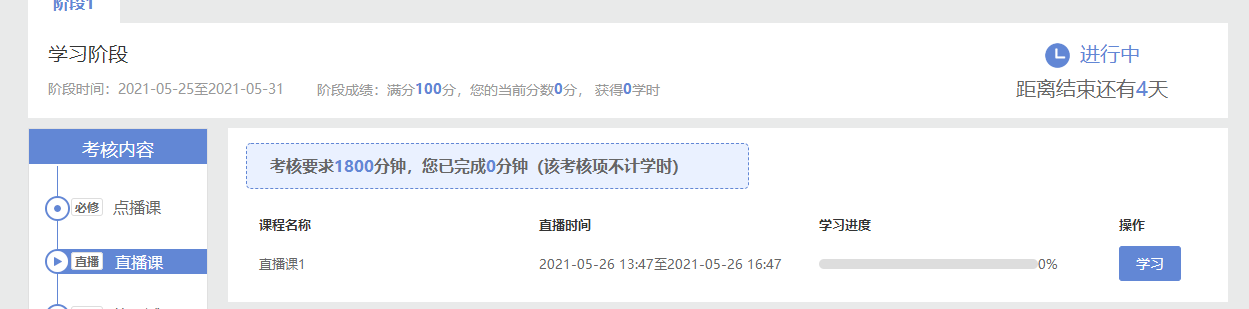 阶段1
学习阶段
进行中
阶段时间：2021-05-25至2021-05-31 阶段成绩：满分100分，您的当前分数0分， 获得0学时
距离结束还有4天
考核内容
必修 点播课
直播 直播课
考核要求1800分钟，您已完成0分钟（该考核项不计学时）
课程名称 直播时间 学习进度 操作
直播课1 2021-05-26 13:47至2021-05-26 16:47 0% 学习